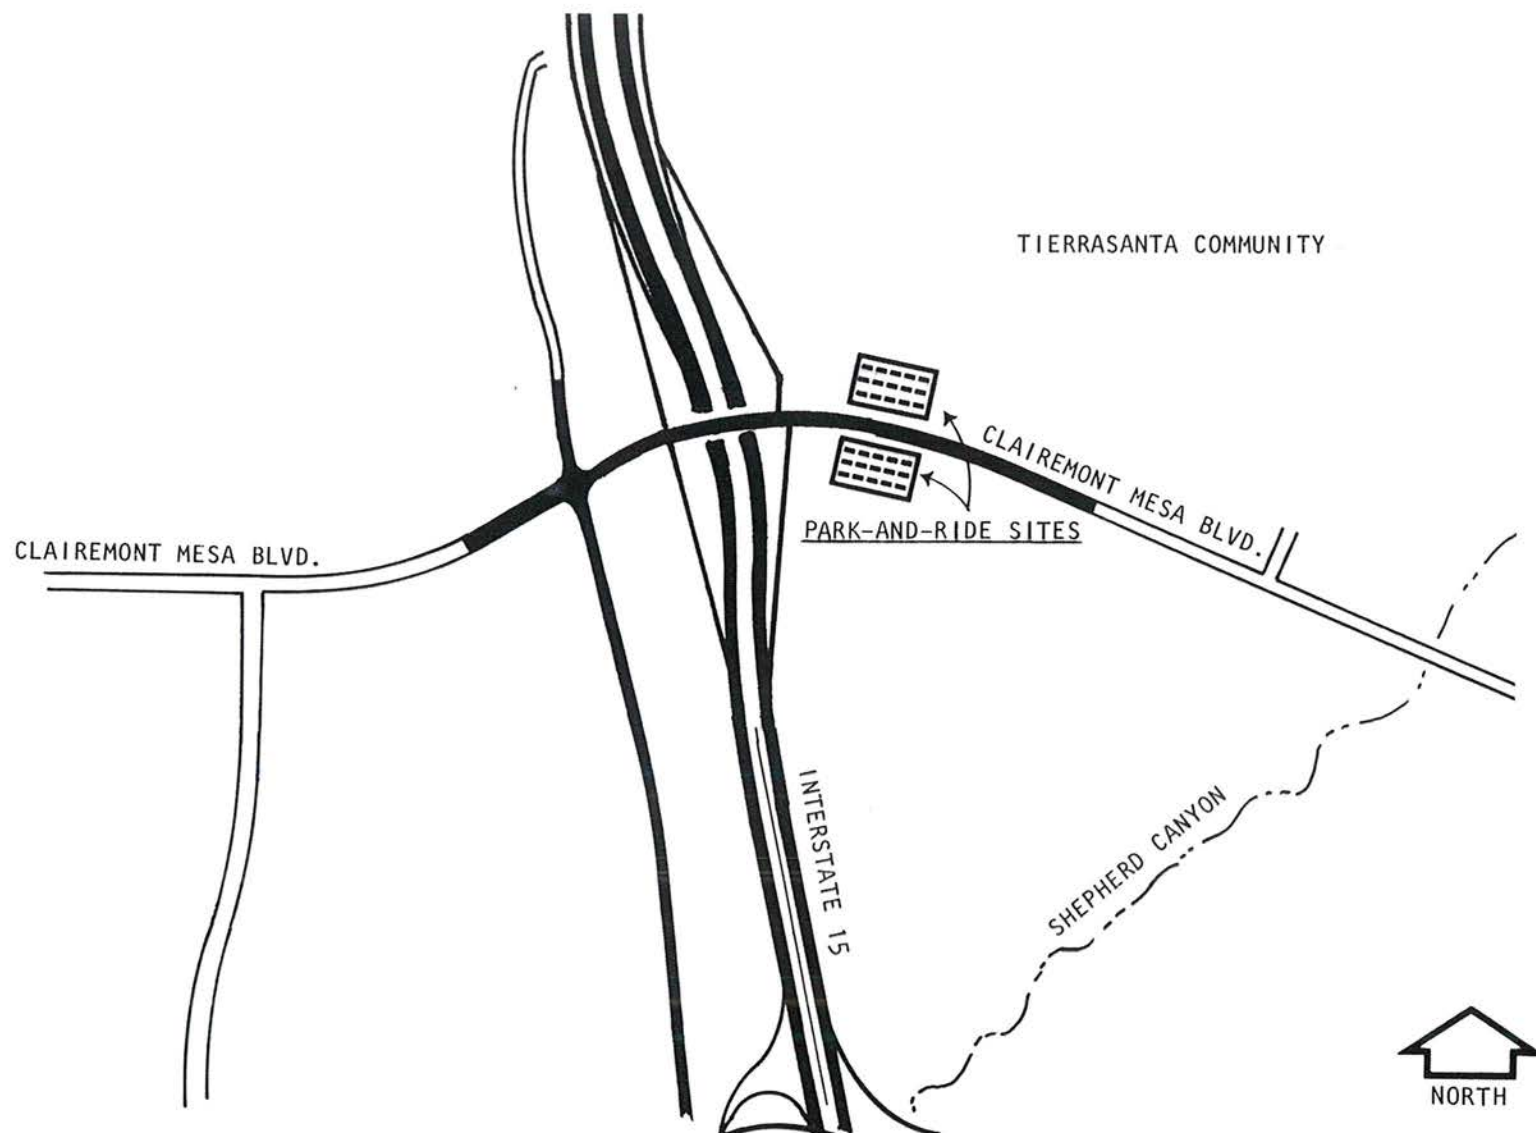 TIERRASANTA COMMUNITY
CLAIREMONT MESA BLVD.
PARK-AND-RIDE SITES
CLAIREMONT MESA BLVD.
INTERSTATE 15
SHEPHERD CANYON
NORTH